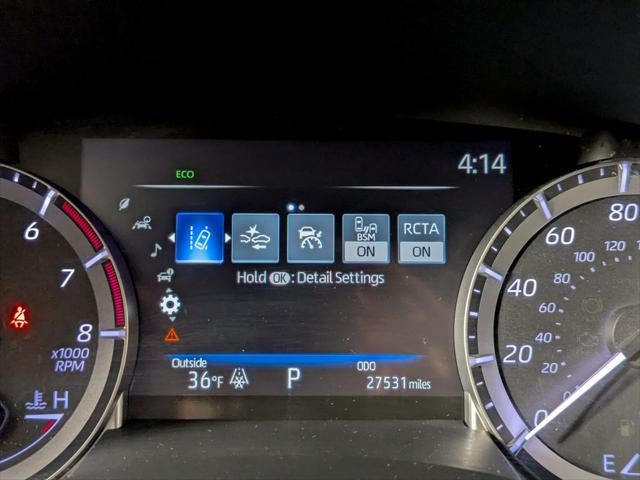 ECO
4:14
BSM
ON
RCTA
ON
Hold OK : Detail Settings
Outside
36°F
P
ODO
27531 miles
6
7
8
x1000
RPM
H
80
60
40
20
0
120
100
80
60
40
20
E